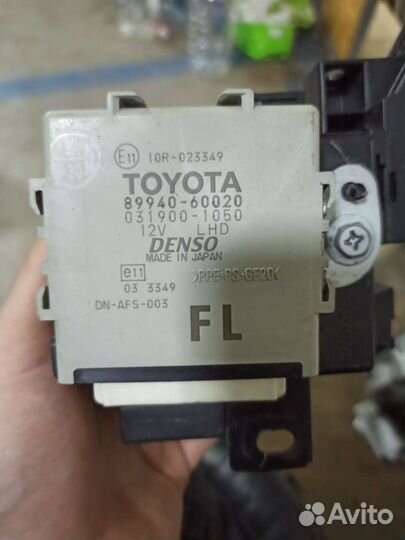 E11 10R-023349
TOYOTA
89940-60020
031900-1050
12V LHD
DENSO
MADE IN JAPAN
e11 >PPE+PS-GF20<
03 3349
DN-AFS-003
FL
Avito